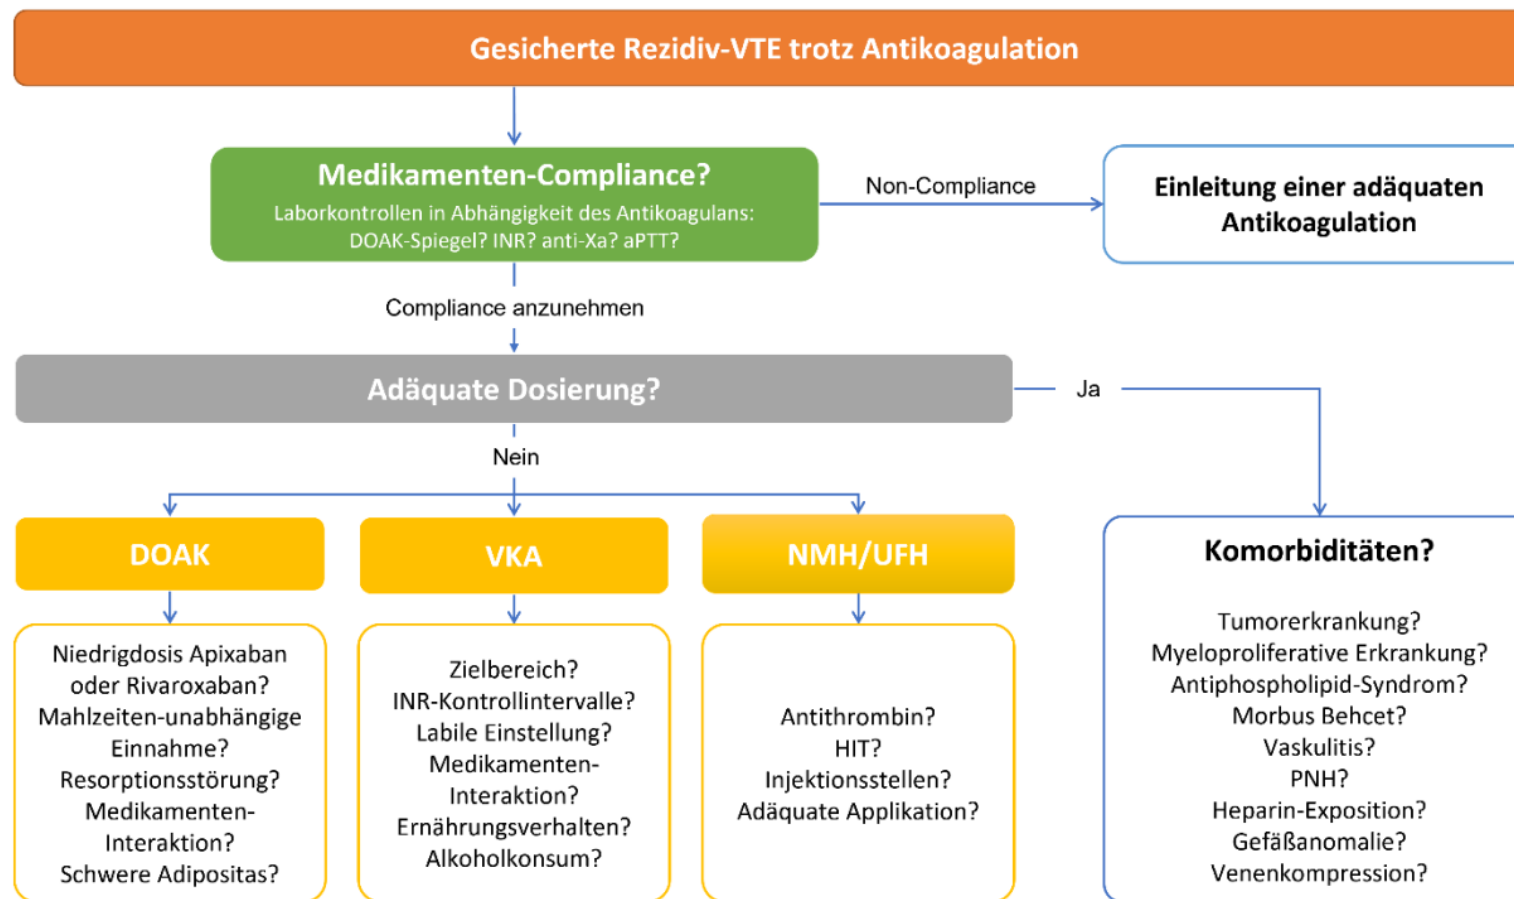 Gesicherte Rezidiv-VTE trotz Antikoagulation
Medikamenten-Compliance?
Laborkontrollen in Abhängigkeit des Antikoagulans:
DOAK-Spiegel? INR? anti-Xa? aPTT?
Non-Compliance
Einleitung einer adäquaten
Antikoagulation
Compliance anzunehmen
Adäquate Dosierung?
Ja
Nein
DOAK
Niedrigdosis Apixaban
oder Rivaroxaban?
Mahlzeiten-unabhängige
Einnahme?
Resorptionsstörung?
Medikamenten-
Interaktion?
Schwere Adipositas?
VKA
Zielbereich?
INR-Kontrollintervalle?
Labile Einstellung?
Medikamenten-
Interaktion?
Ernährungsverhalten?
Alkoholkonsum?
NMH/UFH
Antithrombin?
HIT?
Injektionsstellen?
Adäquate Applikation?
Komorbiditäten?
Tumorerkrankung?
Myeloproliferative Erkrankung?
Antiphospholipid-Syndrom?
Morbus Behcet?
Vaskulitis?
PNH?
Heparin-Exposition?
Gefäßanomalie?
Venenkompression?